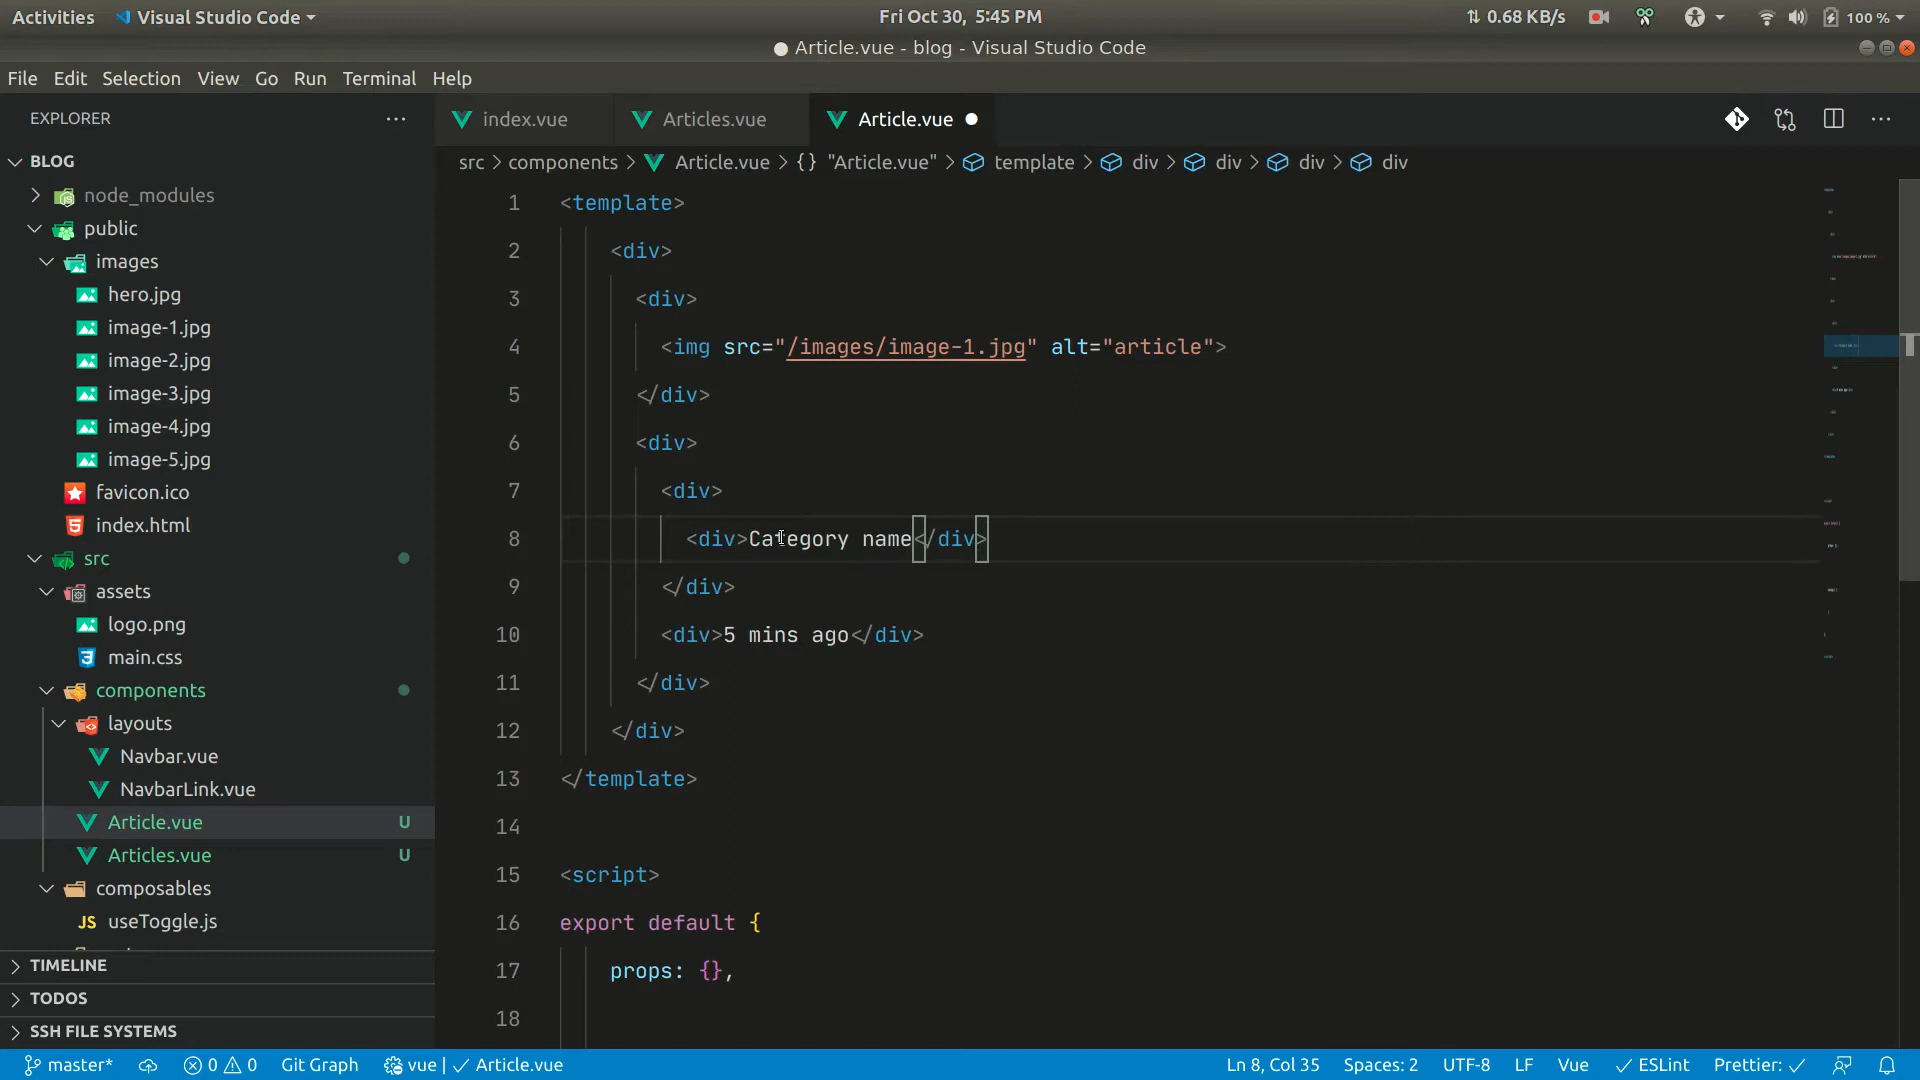 Activities Visual Studio Code Fri Oct 30, 5:45 PM 0.68 KB/s 100 %
Article.vue - blog - Visual Studio Code
File Edit Selection View Go Run Terminal Help
EXPLORER
index.vue Articles.vue Article.vue
src > components > Article.vue > {} "Article.vue" > template > div > div > div > div
BLOG
node_modules
public
images
hero.jpg
image-1.jpg
image-2.jpg
image-3.jpg
image-4.jpg
image-5.jpg
favicon.ico
index.html
src
assets
logo.png
main.css
components
layouts
Navbar.vue
NavbarLink.vue
Article.vue U
Articles.vue U
composables
JS useToggle.js
TIMELINE
TODOS
SSH FILE SYSTEMS
1 <template>
2 <div>
3 <div>
4 <img src="/images/image-1.jpg" alt="article">
5 </div>
6 <div>
7 <div>
8 <div>Category name</div>
9 </div>
10 <div>5 mins ago</div>
11 </div>
12 </div>
13 </template>
14
15 <script>
16 export default {
17 props: {},
18
master* 0 0 Git Graph vue | Article.vue Ln 8, Col 35 Spaces: 2 UTF-8 LF Vue ESLint Prettier: